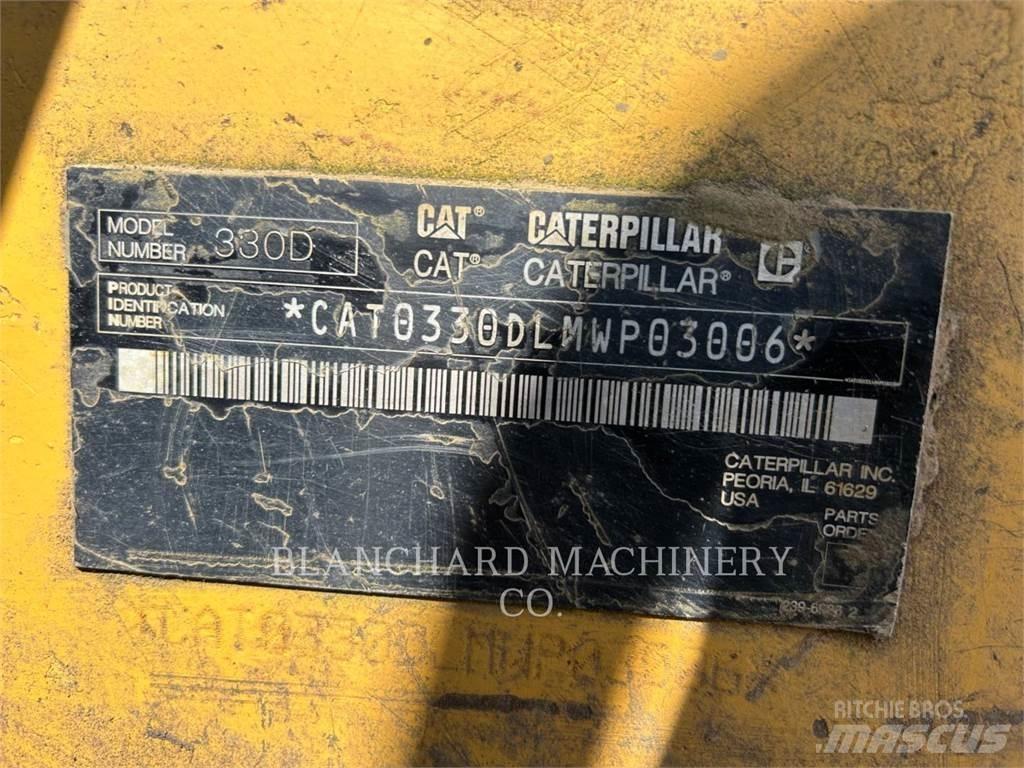 MODEL
NUMBER 330D
CAT® CATERPILLAR
CAT® CATERPILLAR®
PRODUCT
IDENTIFICATION
NUMBER
*CAT0330DLMWP03006*
CATERPILLAR INC.
PEORIA, IL 61629
USA
PARTS
ORDE
BLANCHARD MACHINERY
CO.
RITCHIE BROS.
MASCUS